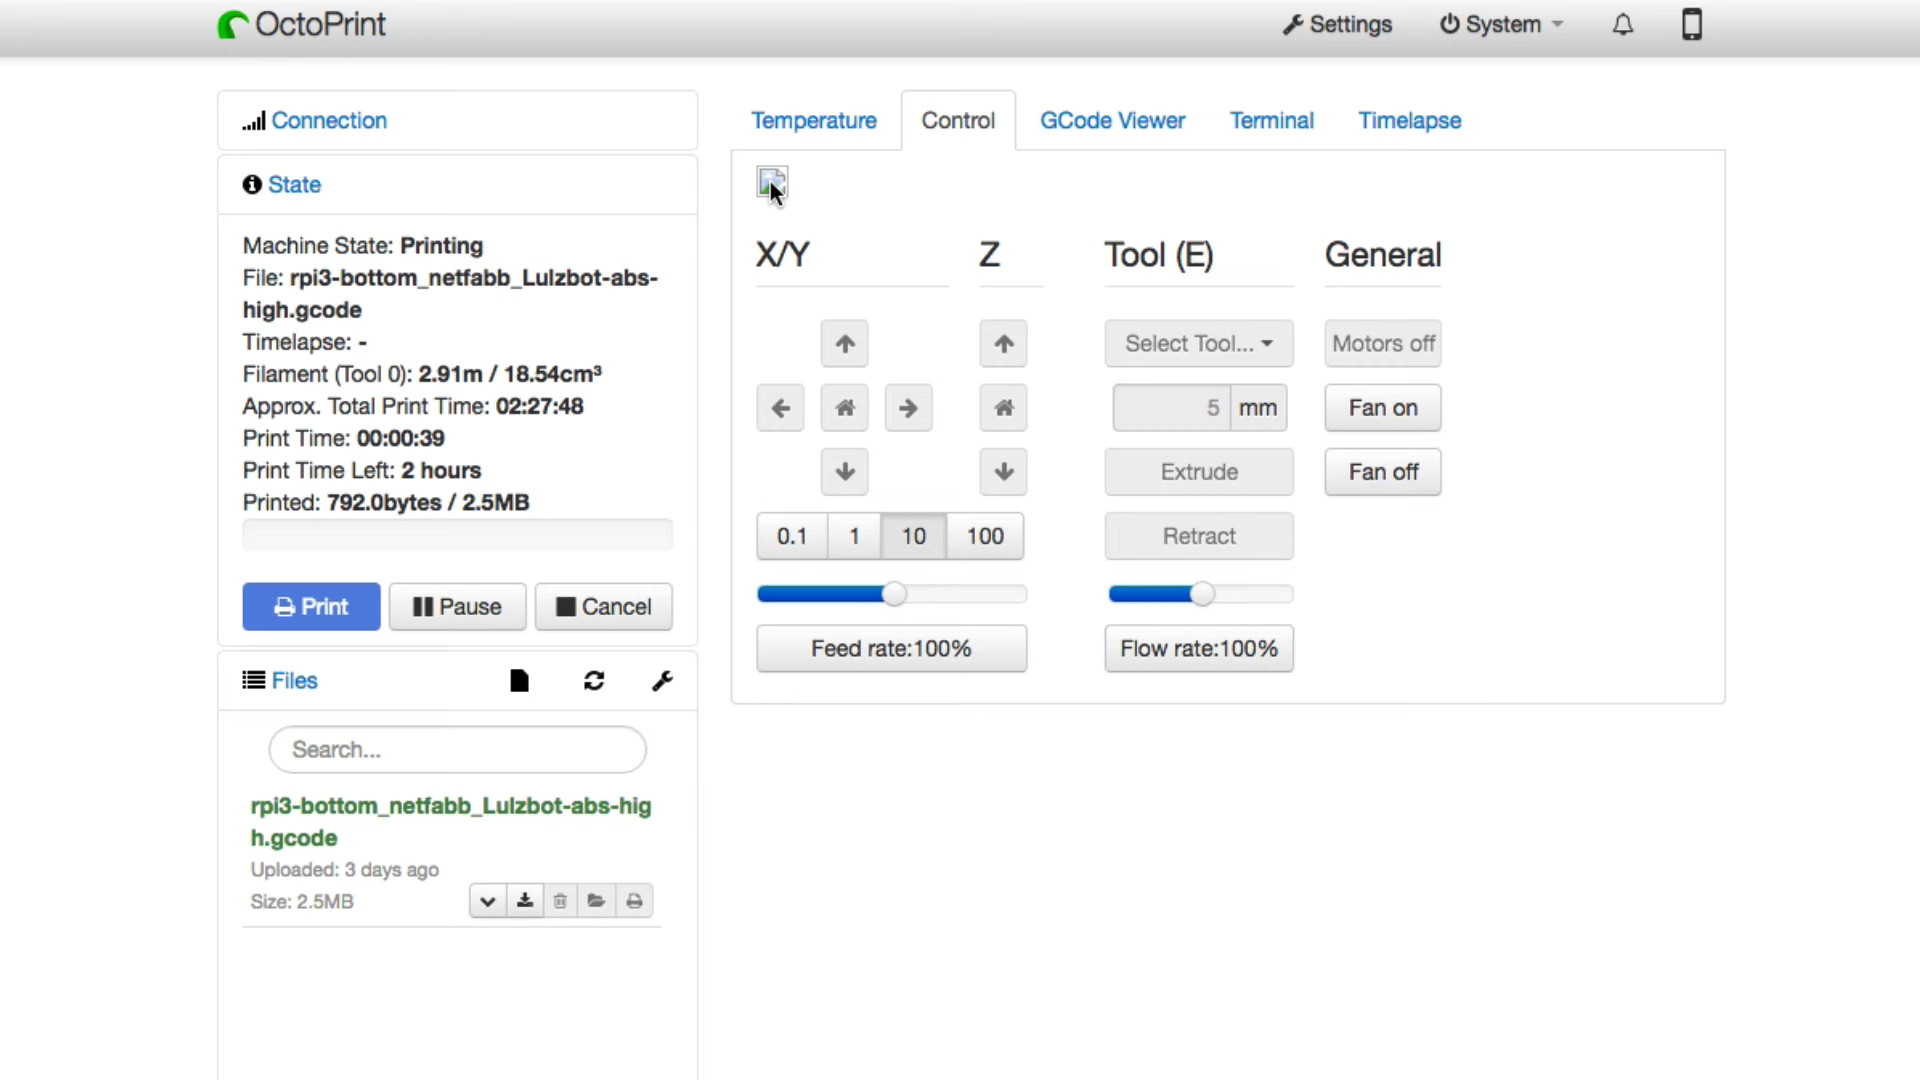 OctoPrint
Settings
System
Connection
State
Machine State: Printing
File: rpi3-bottom_netfabb_Lulzbot-abs-
high.gcode
Timelapse: -
Filament (Tool 0): 2.91m / 18.54cm³
Approx. Total Print Time: 02:27:48
Print Time: 00:00:39
Print Time Left: 2 hours
Printed: 792.0bytes / 2.5MB
Print
Pause
Cancel
Files
Search...
rpi3-bottom_netfabb_Lulzbot-abs-hig
h.gcode
Uploaded: 3 days ago
Size: 2.5MB
Temperature
Control
GCode Viewer
Terminal
Timelapse
X/Y
Z
Tool (E)
General
Select Tool...
Motors off
5 mm
Fan on
Extrude
Fan off
0.1 1 10 100
Retract
Feed rate:100%
Flow rate:100%